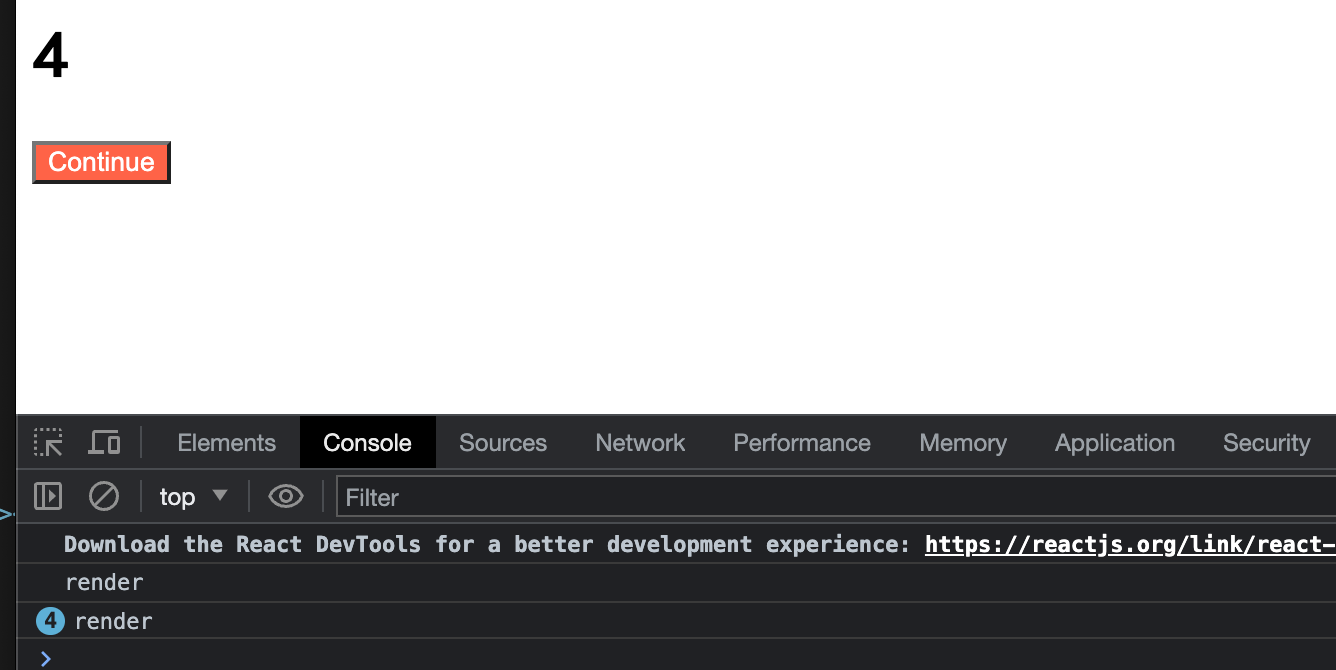 4
Continue
Elements Console Sources Network Performance Memory Application Security
top Filter
Download the React DevTools for a better development experience: https://reactjs.org/link/react-
render
4 render